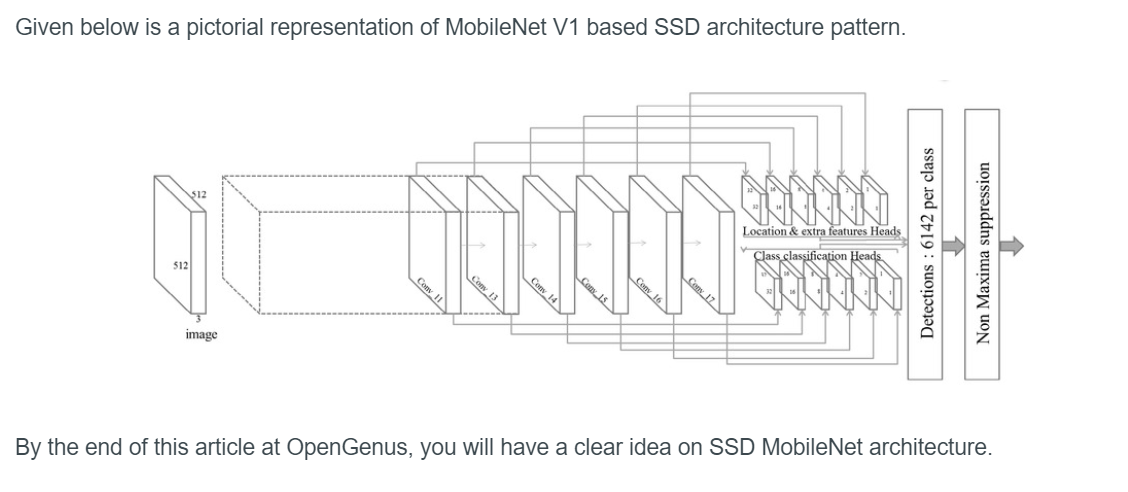 Given below is a pictorial representation of MobileNet V1 based SSD architecture pattern.
512
512
3
image
Conv 11
Conv 13
Conv 14
Conv 15
Conv 16
Conv 17
Location & extra features Heads
Class classification Heads
Detections : 6142 per class
Non Maxima suppression
By the end of this article at OpenGenus, you will have a clear idea on SSD MobileNet architecture.